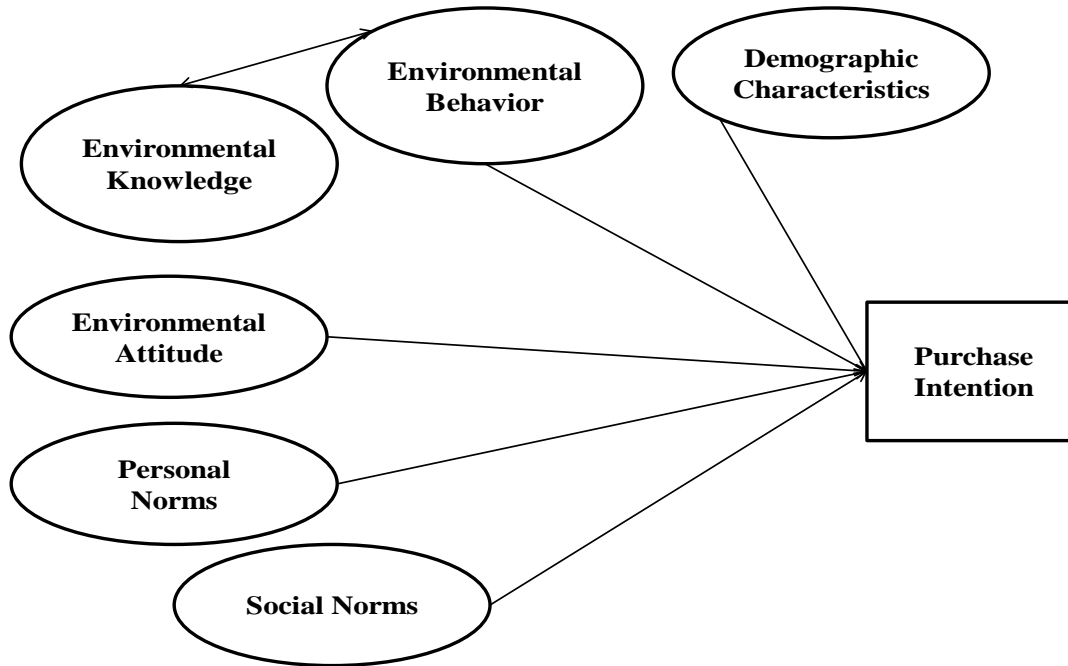 Environmental
Behavior
Demographic
Characteristics
Environmental
Knowledge
Environmental
Attitude
Purchase
Intention
Personal
Norms
Social Norms